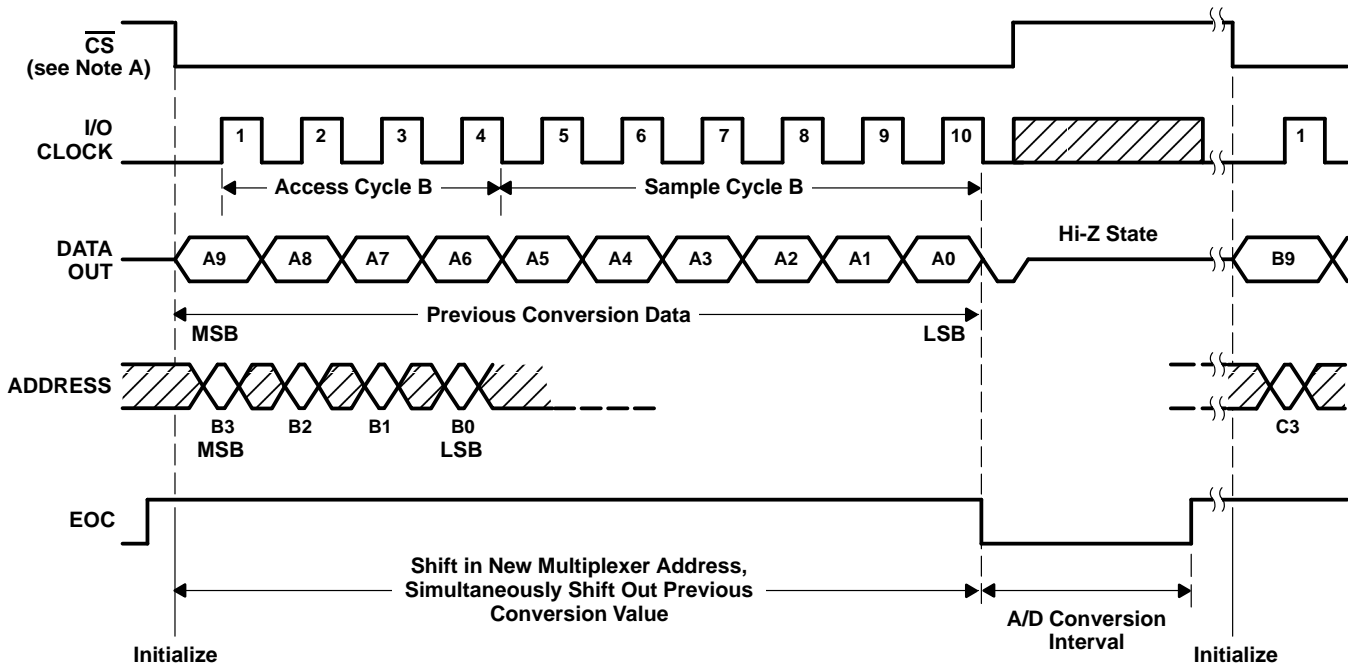 CS
(see Note A)
I/O
CLOCK
1 2 3 4 5 6 7 8 9 10 1
Access Cycle B Sample Cycle B
DATA
OUT
Hi-Z State
A9 A8 A7 A6 A5 A4 A3 A2 A1 A0 B9
Previous Conversion Data
MSB LSB
ADDRESS
B3 B2 B1 B0 C3
MSB LSB
EOC
Shift in New Multiplexer Address,
Simultaneously Shift Out Previous
Conversion Value
A/D Conversion
Interval
Initialize Initialize